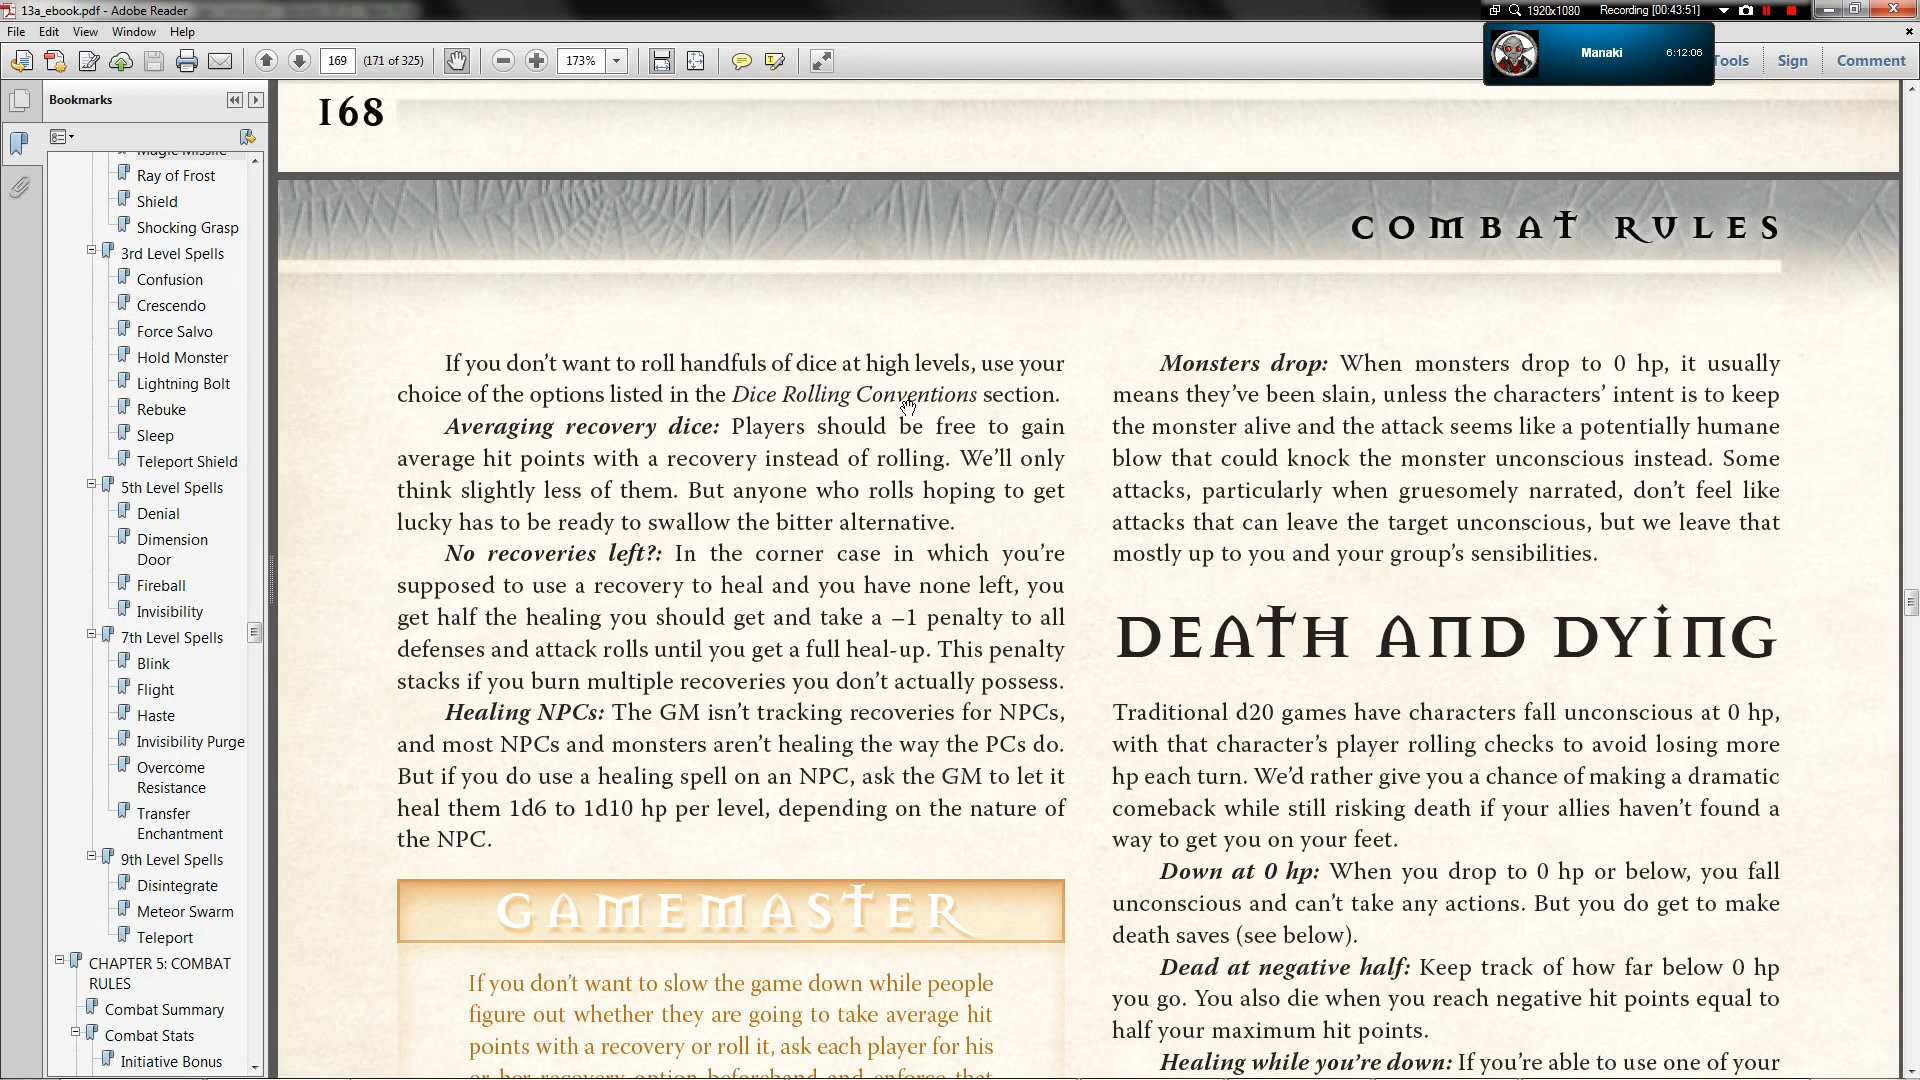 13a_ebook.pdf - Adobe Reader
1920x1080
Recording [00:43:51]
File Edit View Window Help
Manaki
6:12:06
169 (171 of 325)
173%
Tools Sign Comment
Bookmarks
Magic Missile
Ray of Frost
Shield
Shocking Grasp
3rd Level Spells
Confusion
Crescendo
Force Salvo
Hold Monster
Lightning Bolt
Rebuke
Sleep
Teleport Shield
5th Level Spells
Denial
Dimension
Door
Fireball
Invisibility
7th Level Spells
Blink
Flight
Haste
Invisibility Purge
Overcome
Resistance
Transfer
Enchantment
9th Level Spells
Disintegrate
Meteor Swarm
Teleport
CHAPTER 5: COMBAT
RULES
Combat Summary
Combat Stats
Initiative Bonus
168
COMBAT RULES
If you don't want to roll handfuls of dice at high levels, use your
choice of the options listed in the Dice Rolling Conventions section.
Averaging recovery dice: Players should be free to gain
average hit points with a recovery instead of rolling. We'll only
think slightly less of them. But anyone who rolls hoping to get
lucky has to be ready to swallow the bitter alternative.
No recoveries left?: In the corner case in which you're
supposed to use a recovery to heal and you have none left, you
get half the healing you should get and take a –1 penalty to all
defenses and attack rolls until you get a full heal-up. This penalty
stacks if you burn multiple recoveries you don't actually possess.
Healing NPCs: The GM isn't tracking recoveries for NPCs,
and most NPCs and monsters aren't healing the way the PCs do.
But if you do use a healing spell on an NPC, ask the GM to let it
heal them 1d6 to 1d10 hp per level, depending on the nature of
the NPC.
GAMEMASTER
If you don't want to slow the game down while people
figure out whether they are going to take average hit
points with a recovery or roll it, ask each player for his
or her recovery option beforehand and enforce that
Monsters drop: When monsters drop to 0 hp, it usually
means they've been slain, unless the characters' intent is to keep
the monster alive and the attack seems like a potentially humane
blow that could knock the monster unconscious instead. Some
attacks, particularly when gruesomely narrated, don't feel like
attacks that can leave the target unconscious, but we leave that
mostly up to you and your group's sensibilities.
DEATH AND DYING
Traditional d20 games have characters fall unconscious at 0 hp,
with that character's player rolling checks to avoid losing more
hp each turn. We'd rather give you a chance of making a dramatic
comeback while still risking death if your allies haven't found a
way to get you on your feet.
Down at 0 hp: When you drop to 0 hp or below, you fall
unconscious and can't take any actions. But you do get to make
death saves (see below).
Dead at negative half: Keep track of how far below 0 hp
you go. You also die when you reach negative hit points equal to
half your maximum hit points.
Healing while you're down: If you're able to use one of your